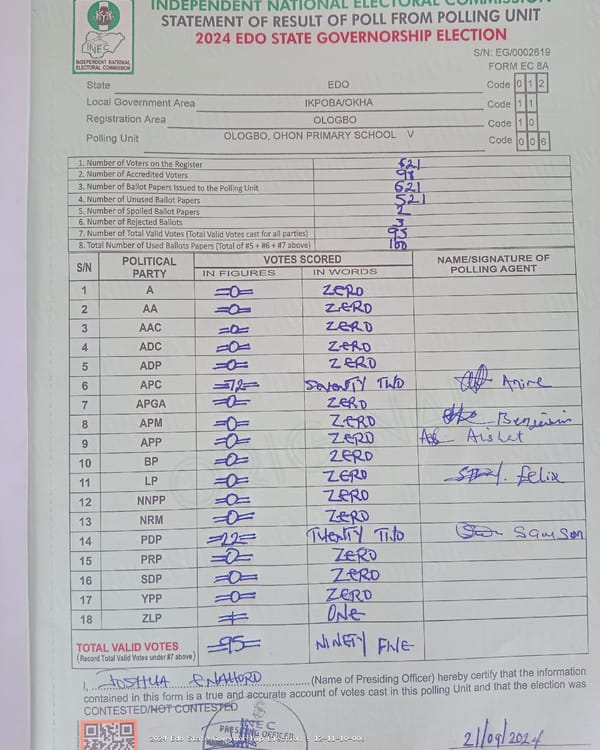 INDEPENDENT NATIONAL ELECTORAL COMMISSION
STATEMENT OF RESULT OF POLL FROM POLLING UNIT
2024 EDO STATE GOVERNORSHIP ELECTION
INEC
INDEPENDENT NATIONAL
ELECTORAL COMMISSION
S/N: EG/0002619
FORM EC 8A
State EDO Code 0 1 2
Local Government Area IKPOBA/OKHA Code 1 1
Registration Area OLOGBO Code 1 0
Polling Unit OLOGBO, OHON PRIMARY SCHOOL V Code 0 0 6
1. Number of Voters on the Register 621
2. Number of Accredited Voters 98
3. Number of Ballot Papers Issued to the Polling Unit 621
4. Number of Unused Ballot Papers 521
5. Number of Spoiled Ballot Papers 2
6. Number of Rejected Ballots 3
7. Number of Total Valid Votes (Total Valid Votes cast for all parties) 95
8. Total Number of Used Ballots Papers (Total of #5 + #6 + #7 above) 100
S/N POLITICAL PARTY VOTES SCORED NAME/SIGNATURE OF POLLING AGENT
IN FIGURES IN WORDS
1 A =0= ZERO
2 AA =0= ZERO
3 AAC =0= ZERO
4 ADC =0= ZERO
5 ADP =0= ZERO
6 APC =72= SEVENTY TWO
7 APGA =0= ZERO
8 APM =0= ZERO Benjamin
9 APP =0= ZERO Aishet
10 BP =0= ZERO
11 LP =0= ZERO felix
12 NNPP =0= ZERO
13 NRM =0= ZERO
14 PDP =22= TWENTY TWO Samson
15 PRP =0= ZERO
16 SDP =0= ZERO
17 YPP =0= ZERO
18 ZLP =1= ONE
TOTAL VALID VOTES =95= NINETY FIVE
(Record Total Valid Votes under #7 above)
I, JOSHUA (Name of Presiding Officer) hereby certify that the information
contained in this form is a true and accurate account of votes cast in this polling Unit and that the election was
CONTESTED/NOT CONTESTED
INEC
PRESIDING OFFICER
21/09/2024